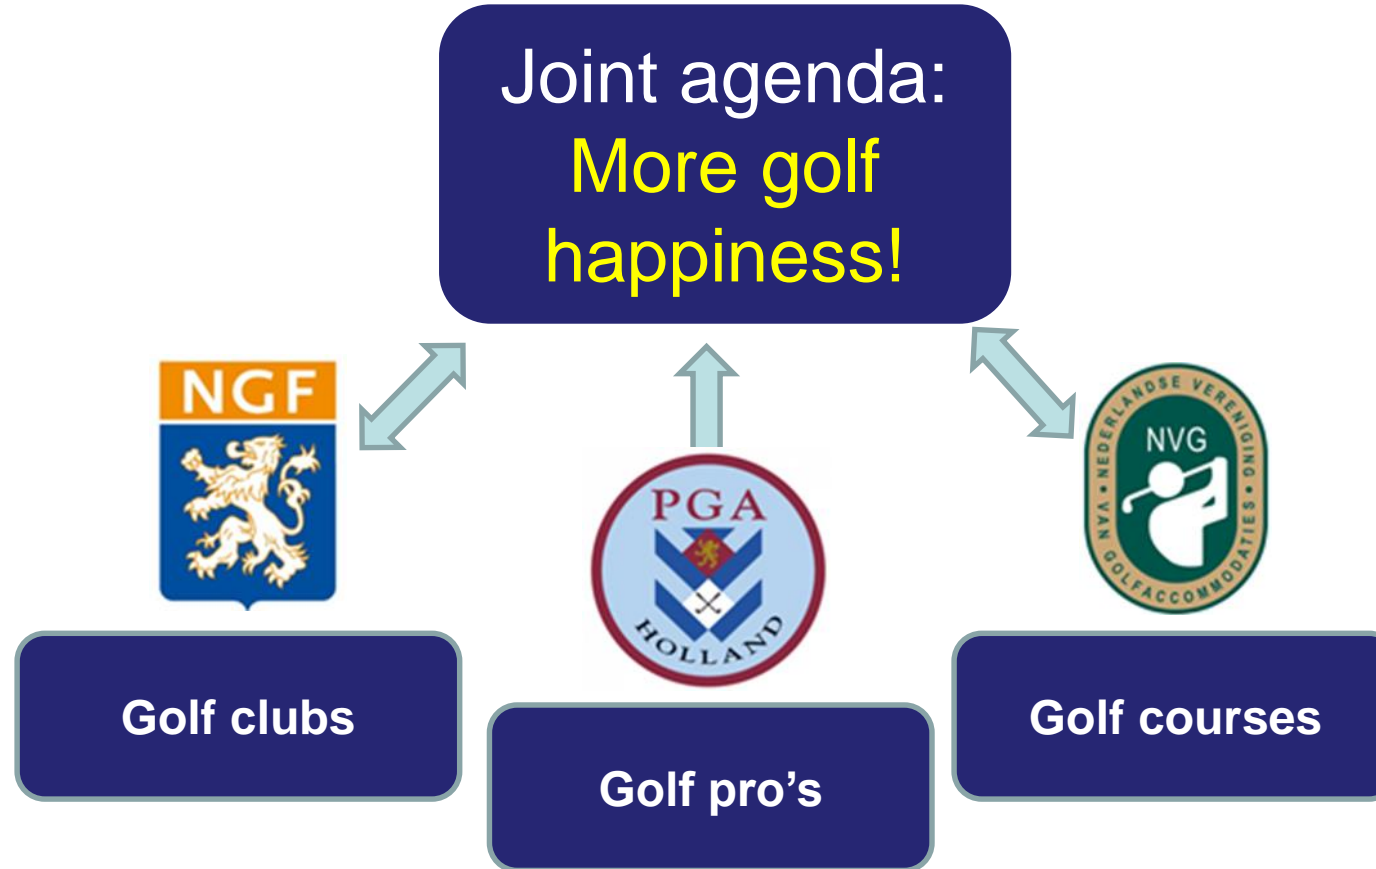 Joint agenda:
More golf
happiness!
NGF
PGA
HOLLAND
NVG
NEDERLANDSE VERENIGING VAN GOLFACCOMMODATIES
Golf clubs
Golf pro’s
Golf courses